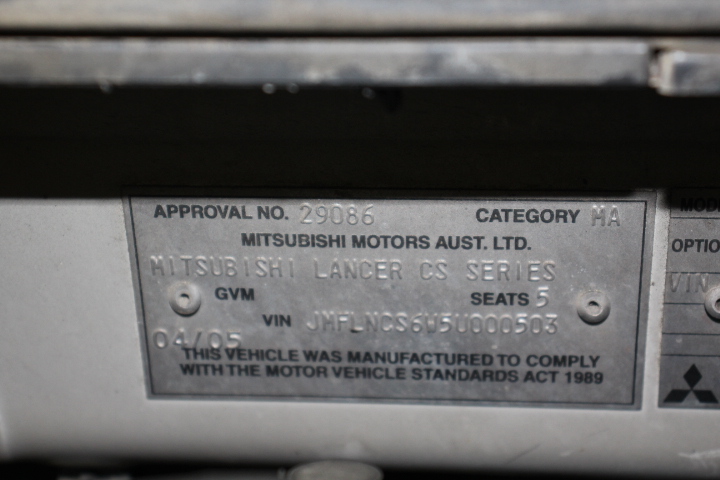 APPROVAL NO. 29086 CATEGORY MA
MITSUBISHI MOTORS AUST. LTD.
MITSUBISHI LANCER CS SERIES
GVM SEATS 5
VIN JMFLNCS6W5U000503
04/05
THIS VEHICLE WAS MANUFACTURED TO COMPLY
WITH THE MOTOR VEHICLE STANDARDS ACT 1989
MOD
OPTIO
VIN